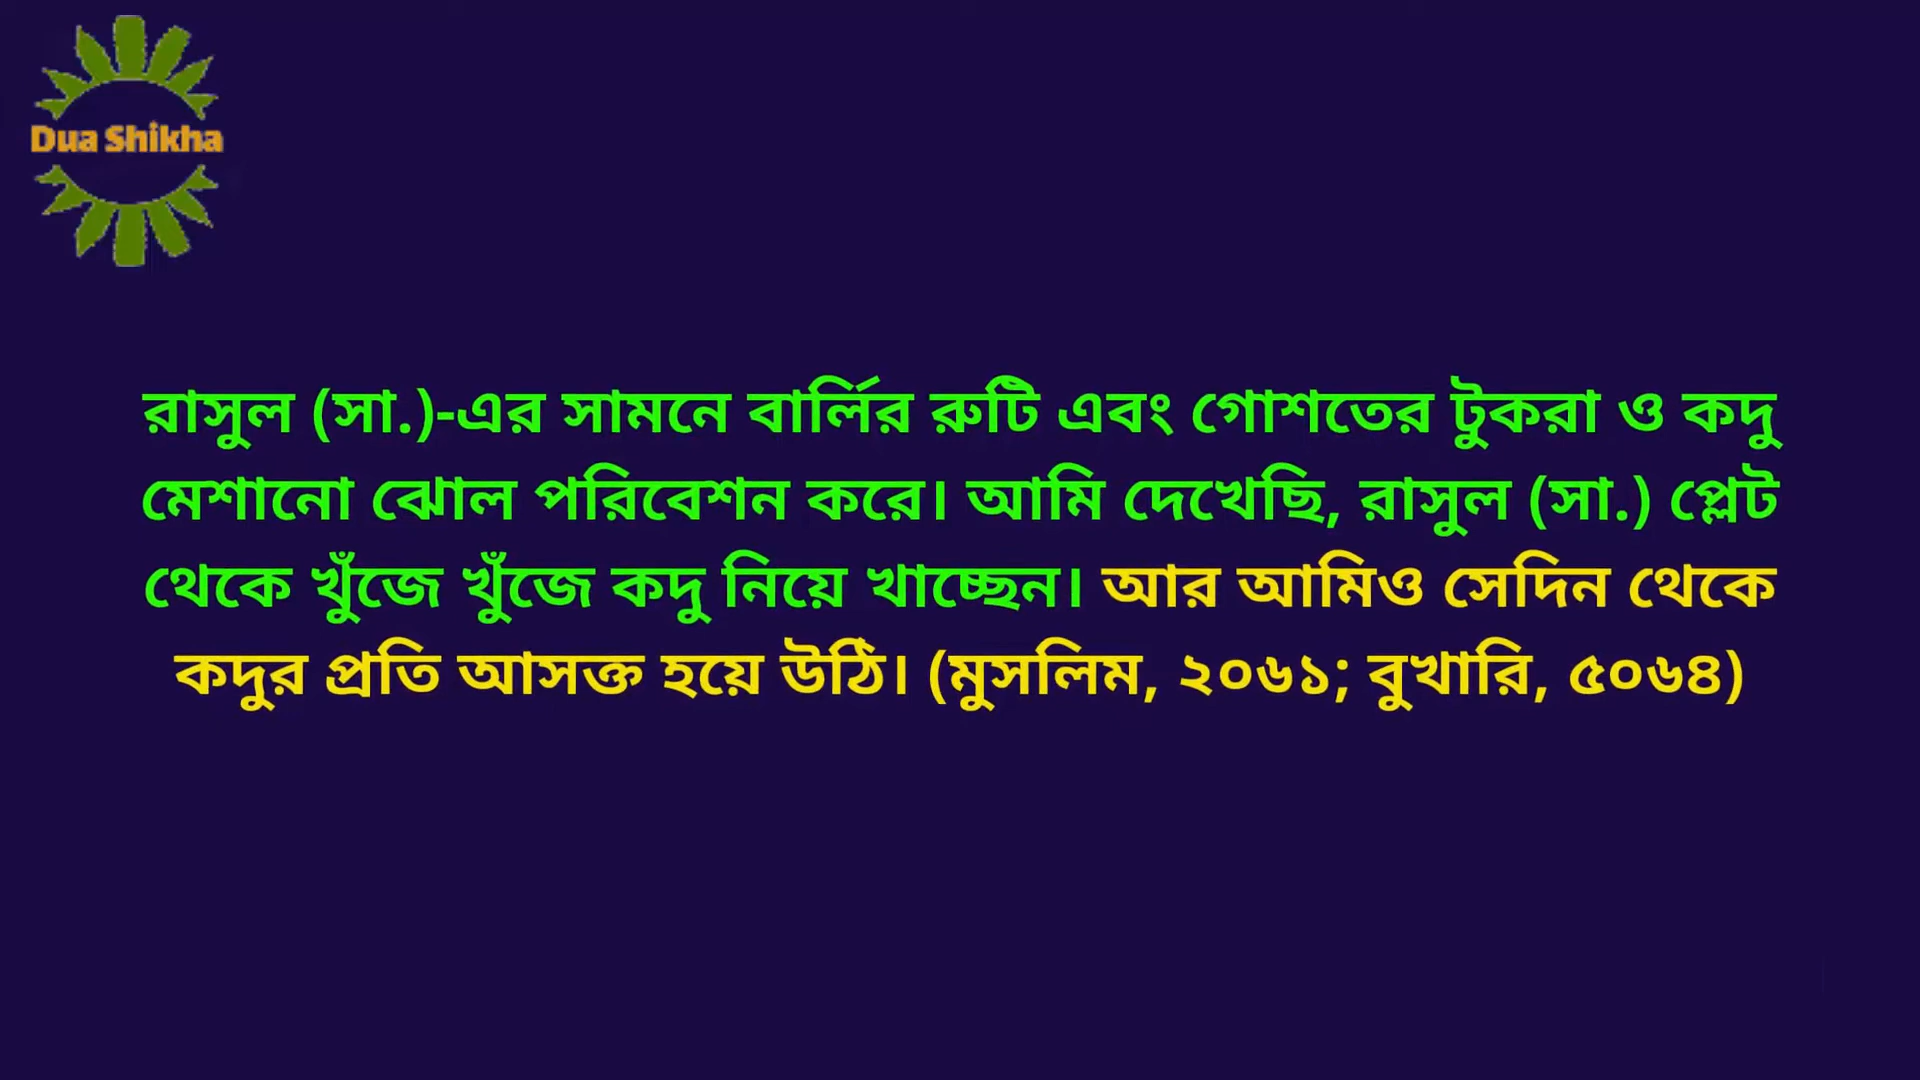 Dua Shikha
রাসুল (সা.)-এর সামনে বার্লির রুটি এবং গোশতের টুকরা ও কদু
মেশানো ঝোল পরিবেশন করে। আমি দেখেছি, রাসুল (সা.) প্লেট
থেকে খুঁজে খুঁজে কদু নিয়ে খাচ্ছেন। আর আমিও সেদিন থেকে
কদুর প্রতি আসক্ত হয়ে উঠি। (মুসলিম, ২০৬১; বুখারি, ৫০৬৪)